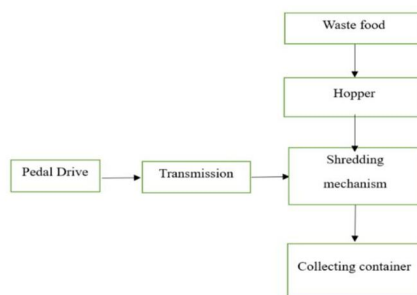 Waste food
Hopper
Shredding
mechanism
Pedal Drive
Transmission
Collecting container